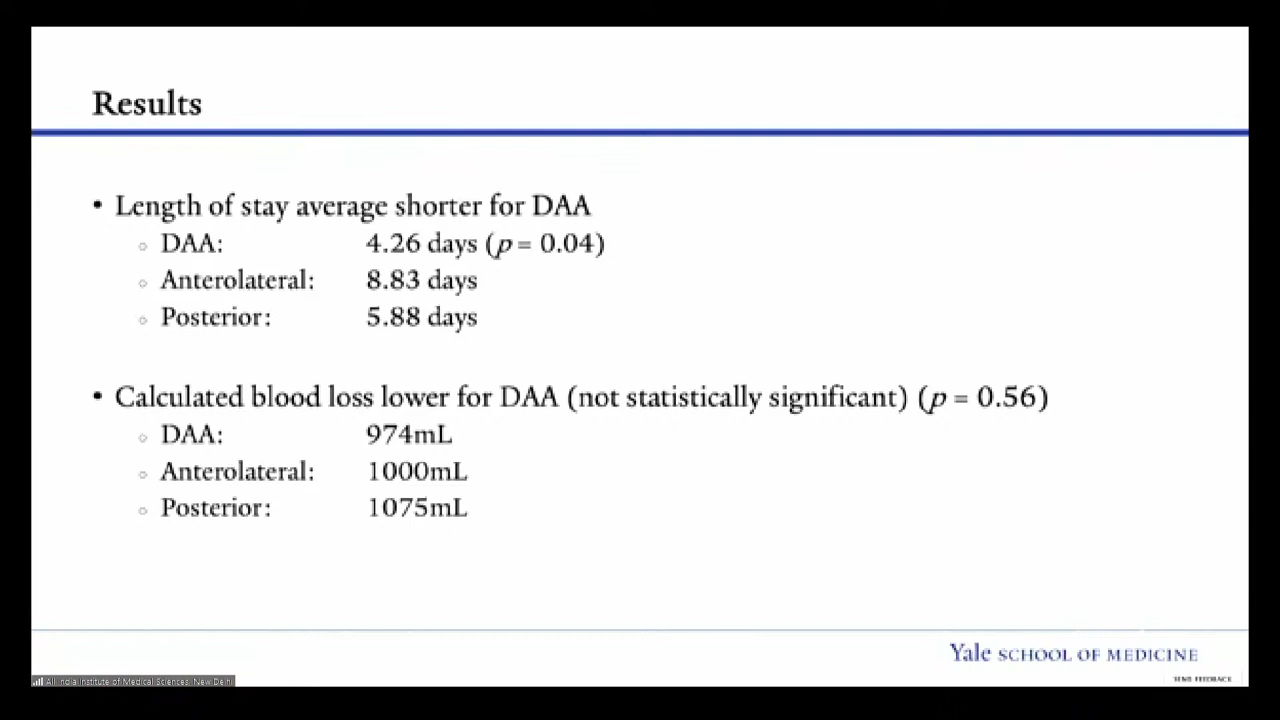 Results
• Length of stay average shorter for DAA
○ DAA: 4.26 days (p = 0.04)
○ Anterolateral: 8.83 days
○ Posterior: 5.88 days
• Calculated blood loss lower for DAA (not statistically significant) (p = 0.56)
○ DAA: 974mL
○ Anterolateral: 1000mL
○ Posterior: 1075mL
Yale SCHOOL OF MEDICINE
All India Institute of Medical Sciences, New Delhi
SEND FEEDBACK